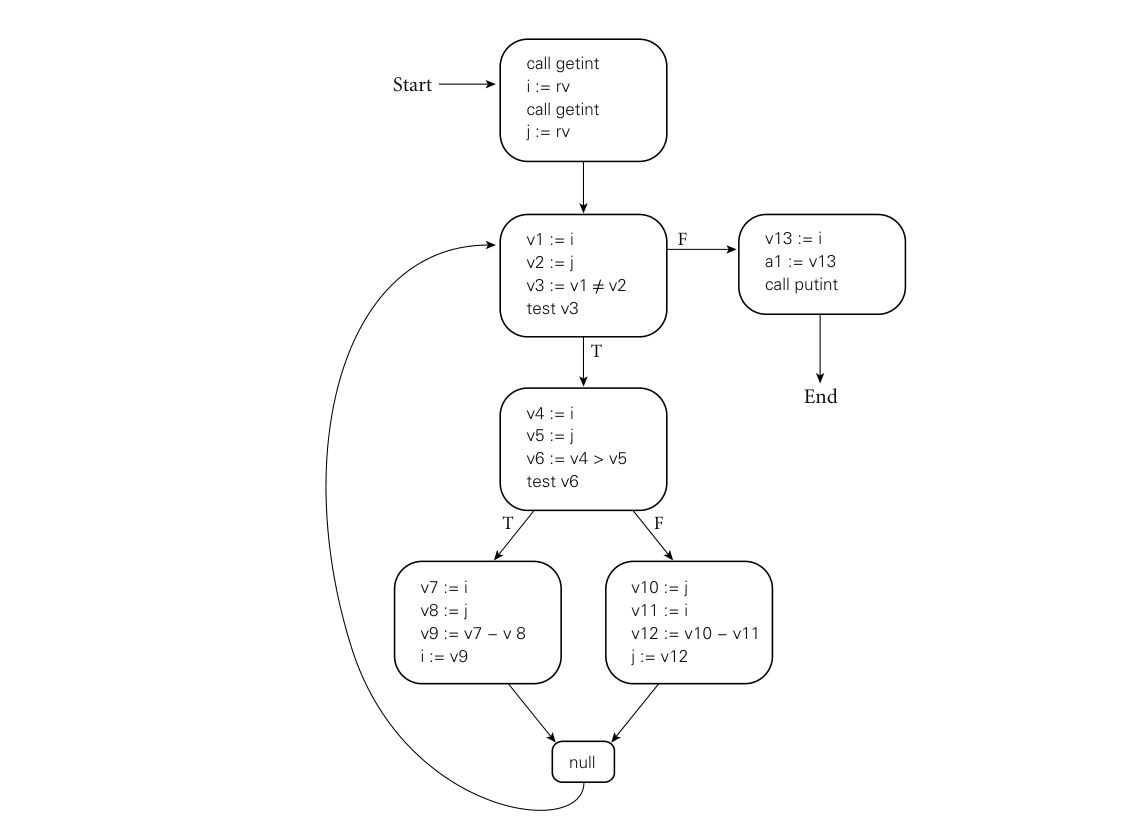 call getint
Start
i := rv
call getint
j := rv
v1 := i
v2 := j
v3 := v1 ≠ v2
test v3
F
v13 := i
a1 := v13
call putint
T
End
v4 := i
v5 := j
v6 := v4 > v5
test v6
T
F
v7 := i
v8 := j
v9 := v7 – v 8
i := v9
v10 := j
v11 := i
v12 := v10 – v11
j := v12
null